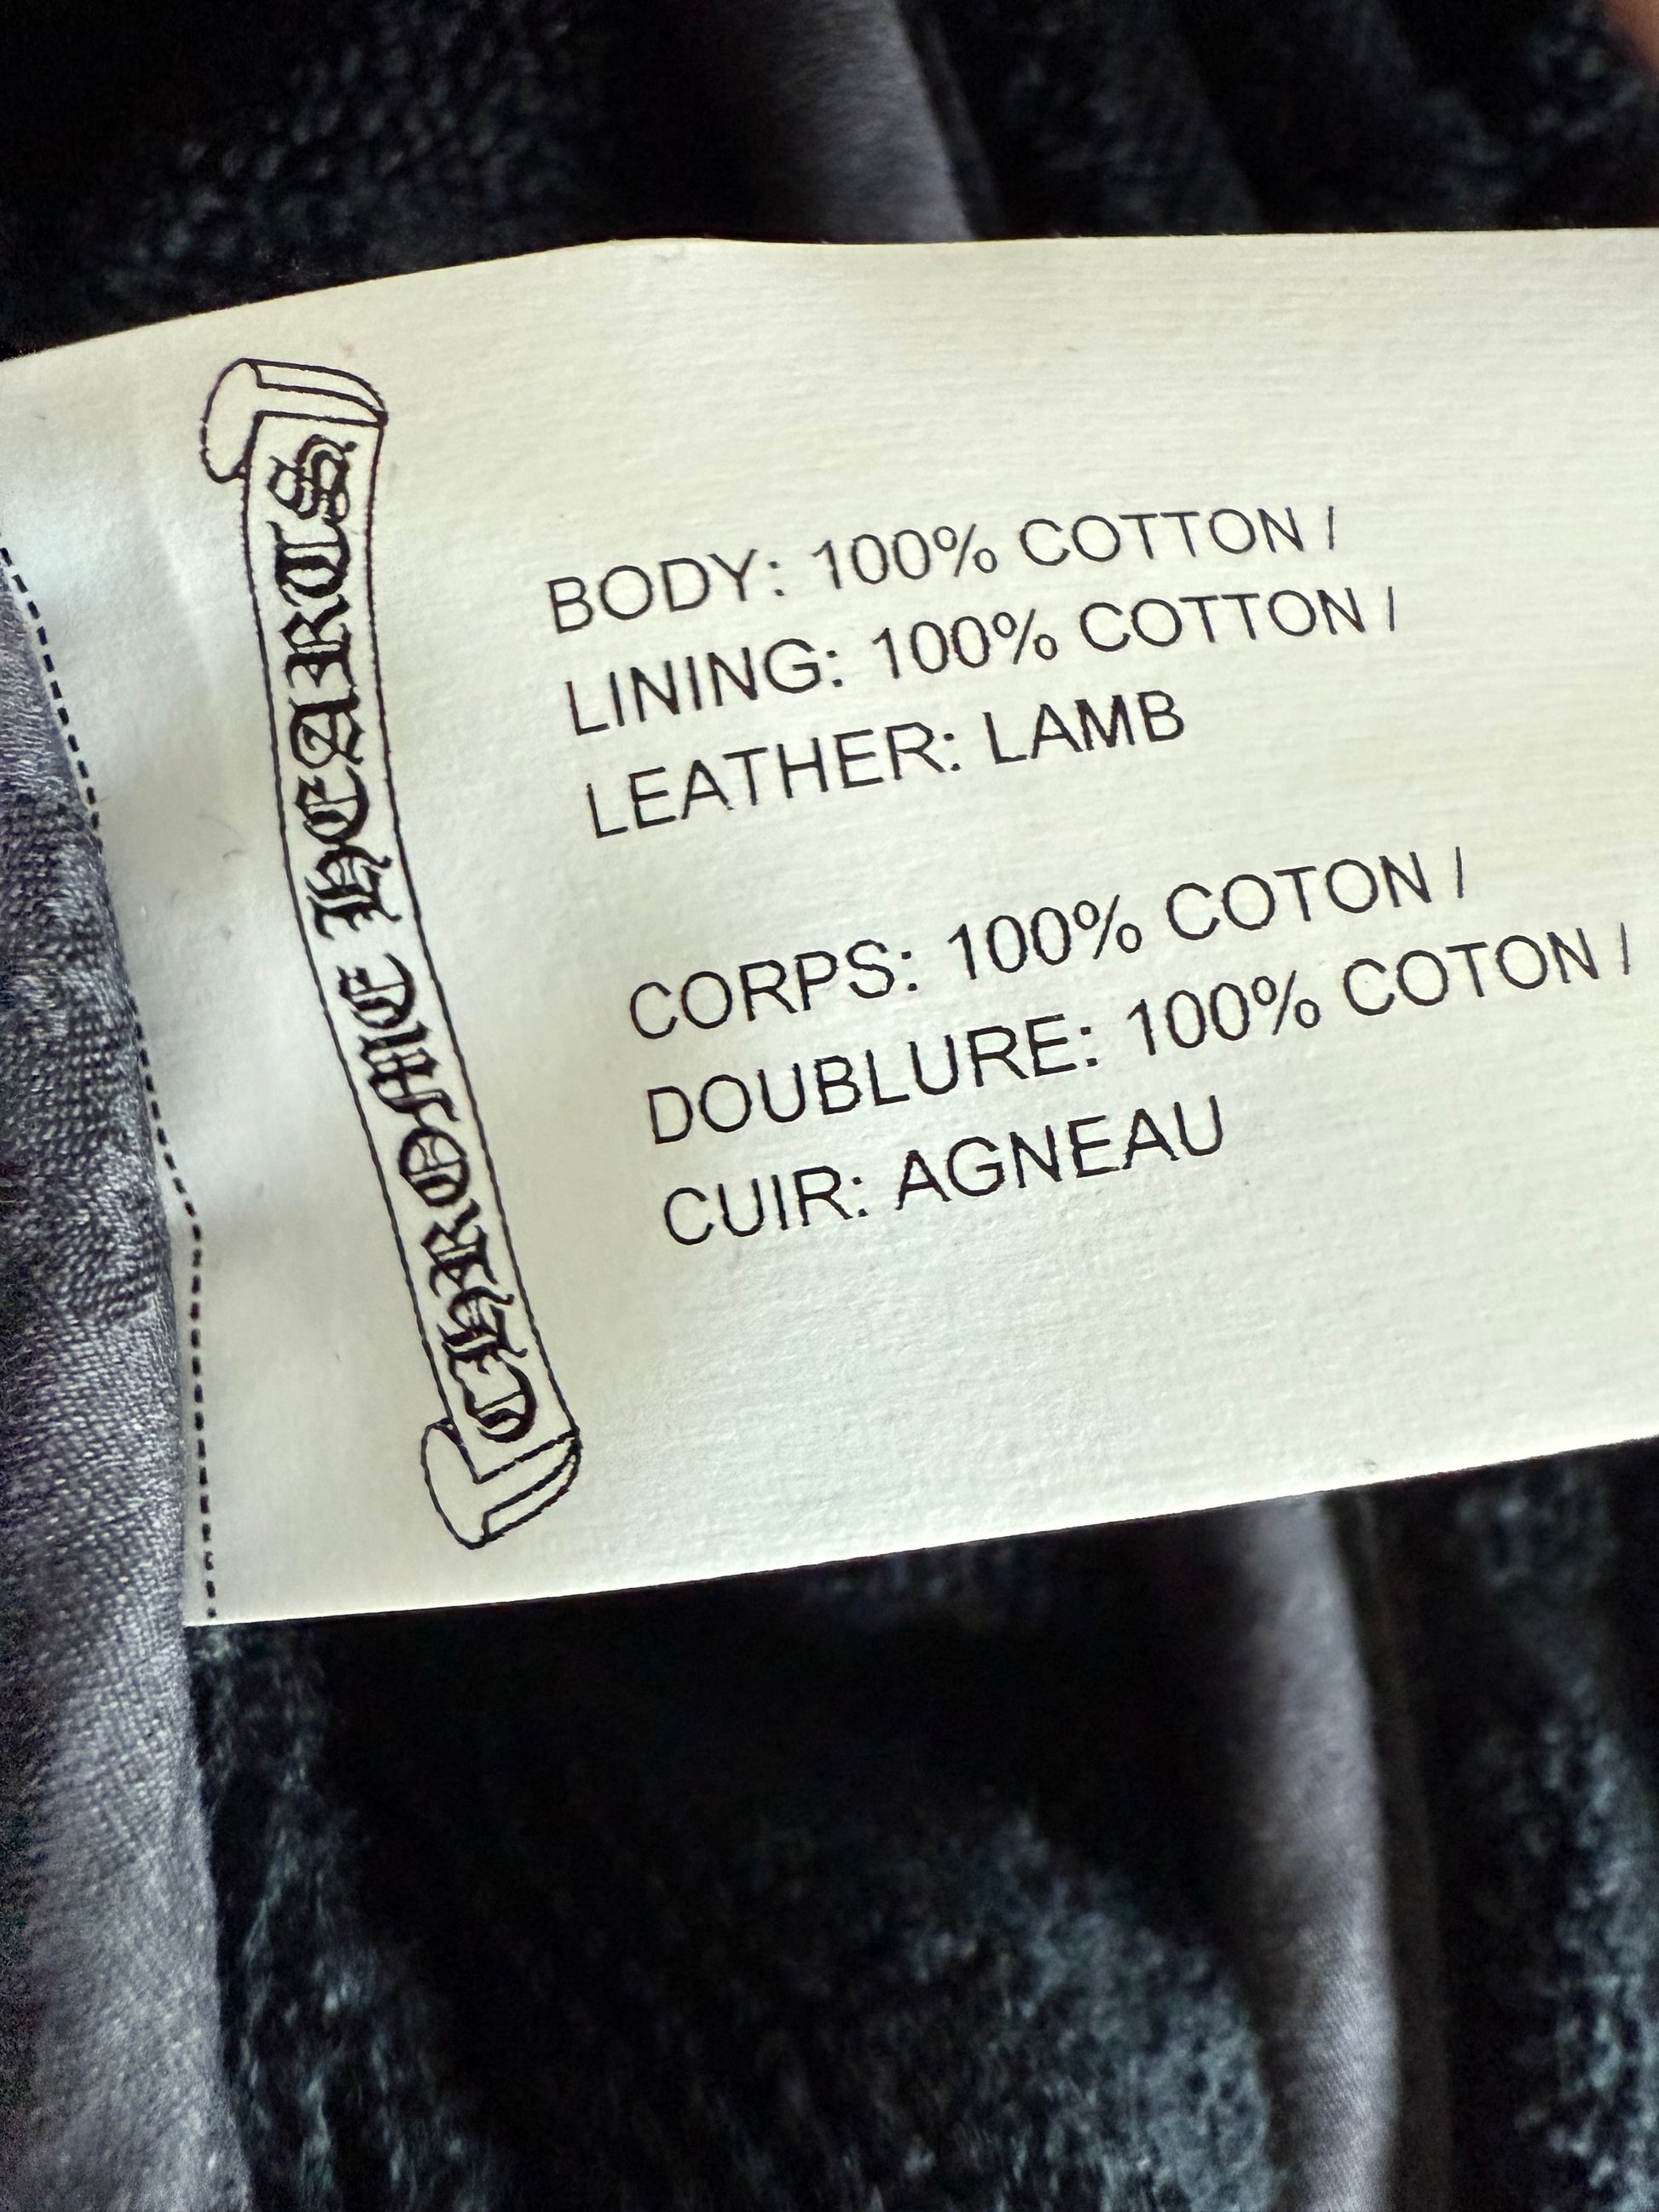 CHROME HEARTS
BODY: 100% COTTON /
LINING: 100% COTTON /
LEATHER: LAMB
CORPS: 100% COTON /
DOUBLURE: 100% COTON /
CUIR: AGNEAU